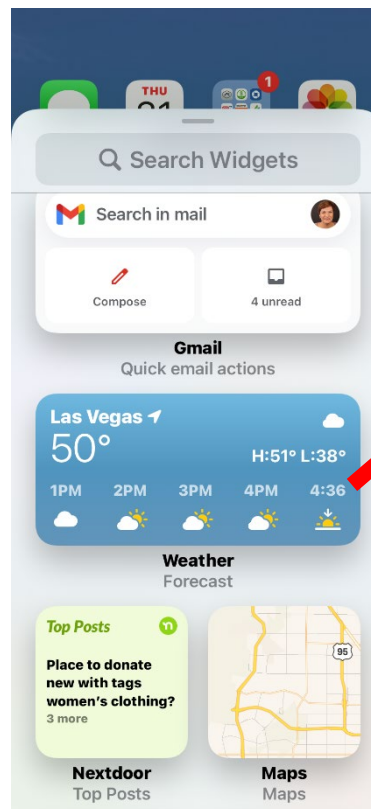 THU
1
Search Widgets
Search in mail
Compose
4 unread
Gmail
Quick email actions
Las Vegas
50°
H:51° L:38°
1PM 2PM 3PM 4PM 4:36
Weather
Forecast
Top Posts
Place to donate
new with tags
women's clothing?
3 more
95
Nextdoor
Top Posts
Maps
Maps